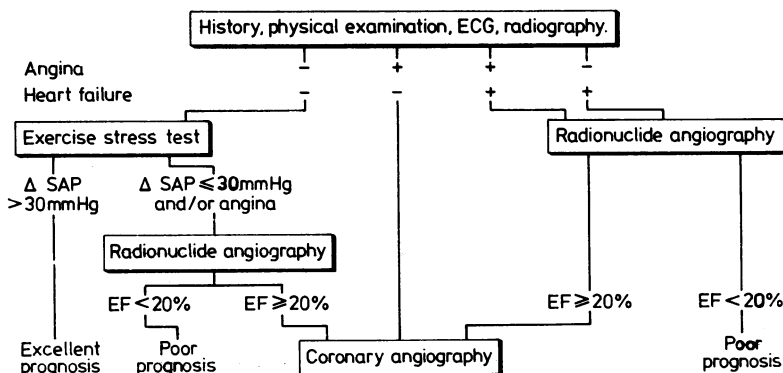 History, physical examination, ECG, radiography.
Angina - + + -
Heart failure - - + +
Exercise stress test
Radionuclide angiography
Δ SAP
>30mmHg
Δ SAP ≤ 30mmHg
and/or angina
Radionuclide angiography
EF < 20%
EF ≥ 20%
EF ≥ 20%
EF < 20%
Excellent
prognosis
Poor
prognosis
Coronary angiography
Poor
prognosis